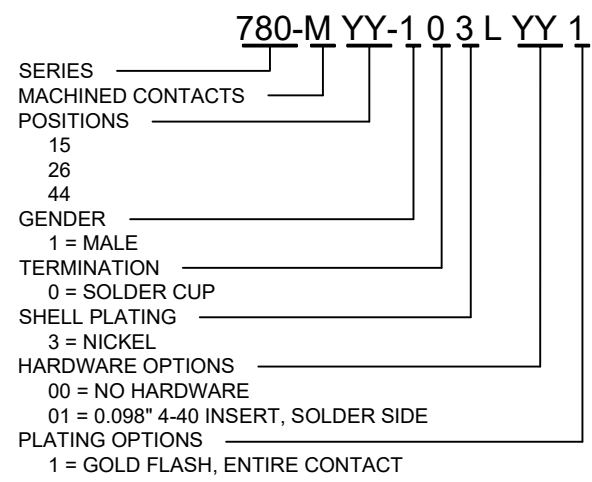 780-M YY-1 0 3 L YY 1
SERIES
MACHINED CONTACTS
POSITIONS
15
26
44
GENDER
1 = MALE
TERMINATION
0 = SOLDER CUP
SHELL PLATING
3 = NICKEL
HARDWARE OPTIONS
00 = NO HARDWARE
01 = 0.098" 4-40 INSERT, SOLDER SIDE
PLATING OPTIONS
1 = GOLD FLASH, ENTIRE CONTACT